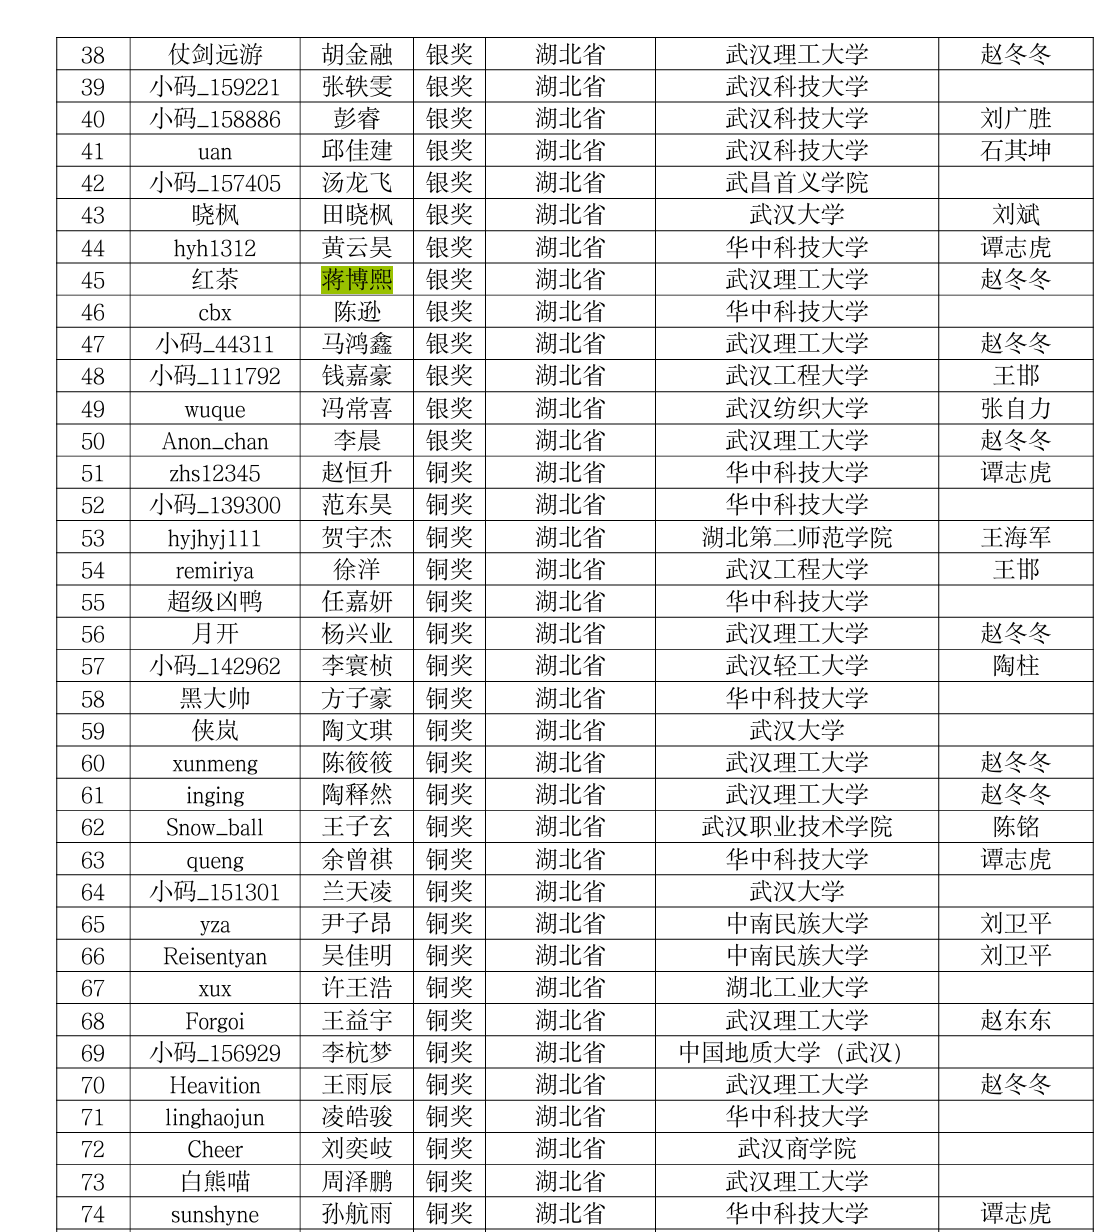 38 仗剑远游 胡金融 银奖 湖北省 武汉理工大学 赵冬冬
39 小码_159221 张轶雯 银奖 湖北省 武汉科技大学
40 小码_158886 彭睿 银奖 湖北省 武汉科技大学 刘广胜
41 uan 邱佳建 银奖 湖北省 武汉科技大学 石其坤
42 小码_157405 汤龙飞 银奖 湖北省 武昌首义学院
43 晓枫 田晓枫 银奖 湖北省 武汉大学 刘斌
44 hyh1312 黄云昊 银奖 湖北省 华中科技大学 谭志虎
45 红茶 蒋博熙 银奖 湖北省 武汉理工大学 赵冬冬
46 cbx 陈逊 银奖 湖北省 华中科技大学
47 小码_44311 马鸿鑫 银奖 湖北省 武汉理工大学 赵冬冬
48 小码_111792 钱嘉豪 银奖 湖北省 武汉工程大学 王邯
49 wuque 冯常喜 银奖 湖北省 武汉纺织大学 张自力
50 Anon_chan 李晨 银奖 湖北省 武汉理工大学 赵冬冬
51 zhs12345 赵恒升 铜奖 湖北省 华中科技大学 谭志虎
52 小码_139300 范东昊 铜奖 湖北省 华中科技大学
53 hyjhyj111 贺宇杰 铜奖 湖北省 湖北第二师范学院 王海军
54 remiriya 徐洋 铜奖 湖北省 武汉工程大学 王邯
55 超级凶鸭 任嘉妍 铜奖 湖北省 华中科技大学
56 月开 杨兴业 铜奖 湖北省 武汉理工大学 赵冬冬
57 小码_142962 李寰桢 铜奖 湖北省 武汉轻工大学 陶柱
58 黑大帅 方子豪 铜奖 湖北省 华中科技大学
59 侠岚 陶文琪 铜奖 湖北省 武汉大学
60 xunmeng 陈筱筱 铜奖 湖北省 武汉理工大学 赵冬冬
61 inging 陶释然 铜奖 湖北省 武汉理工大学 赵冬冬
62 Snow_ball 王子玄 铜奖 湖北省 武汉职业技术学院 陈铭
63 queng 余曾祺 铜奖 湖北省 华中科技大学 谭志虎
64 小码_151301 兰天凌 铜奖 湖北省 武汉大学
65 yza 尹子昂 铜奖 湖北省 中南民族大学 刘卫平
66 Reisentyan 吴佳明 铜奖 湖北省 中南民族大学 刘卫平
67 xux 许王浩 铜奖 湖北省 湖北工业大学
68 Forgoi 王益宇 铜奖 湖北省 武汉理工大学 赵东东
69 小码_156929 李杭梦 铜奖 湖北省 中国地质大学（武汉）
70 Heavition 王雨辰 铜奖 湖北省 武汉理工大学 赵冬冬
71 linghaojun 凌皓骏 铜奖 湖北省 华中科技大学
72 Cheer 刘奕岐 铜奖 湖北省 武汉商学院
73 白熊喵 周泽鹏 铜奖 湖北省 武汉理工大学
74 sunshyne 孙航雨 铜奖 湖北省 华中科技大学 谭志虎